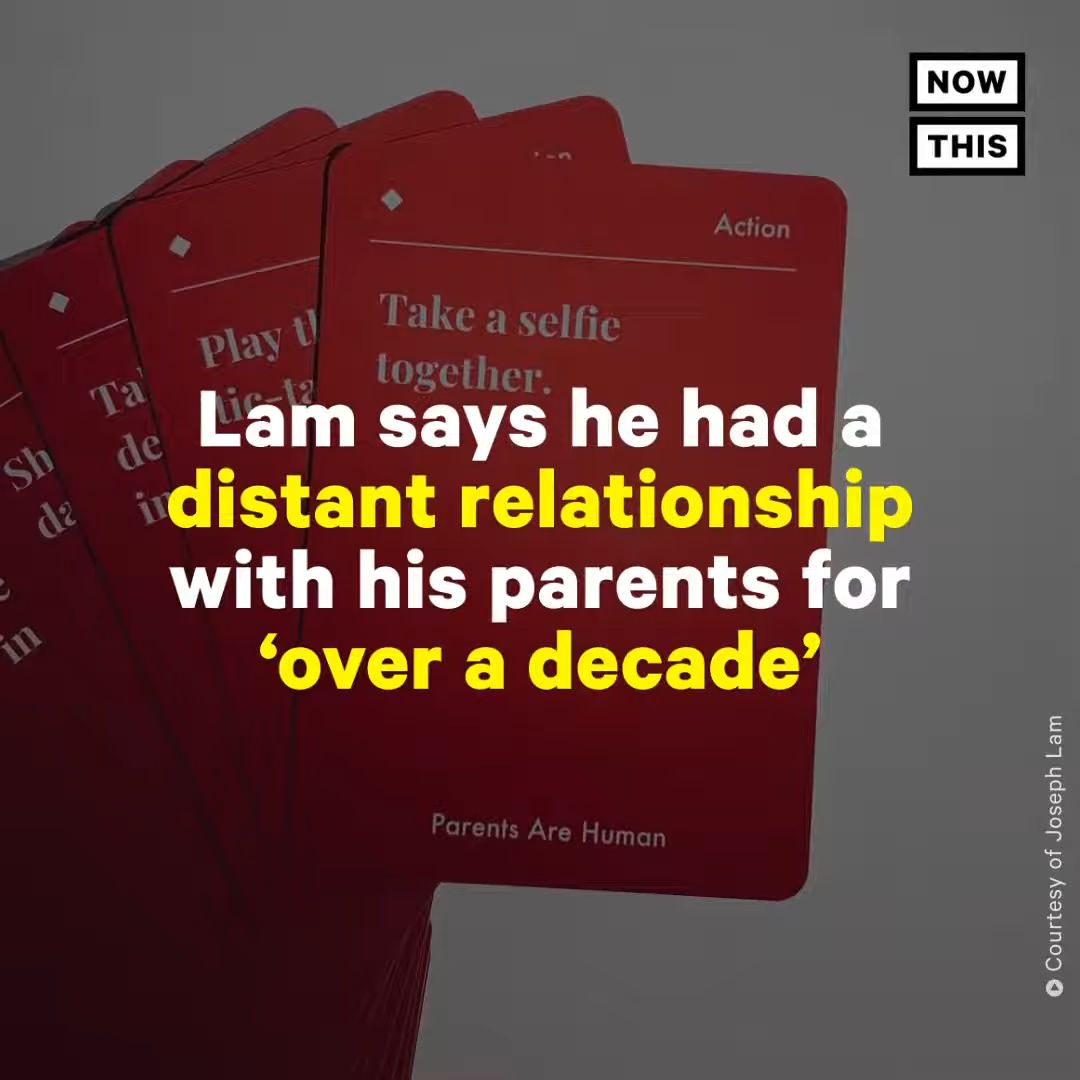 NOW
THIS
Action
Take a selfie
together.
Play
Lam says he had a
distant relationship
with his parents for
‘over a decade’
Parents Are Human
Courtesy of Joseph Lam